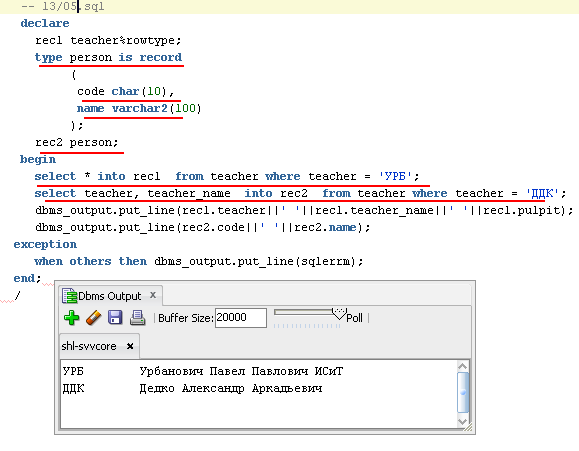 -- 13/05.sql
declare
rec1 teacher%rowtype;
type person is record
(
code char(10),
name varchar2(100)
);
rec2 person;
begin
select * into rec1 from teacher where teacher = 'УРБ';
select teacher, teacher_name into rec2 from teacher where teacher = 'ДДК';
dbms_output.put_line(rec1.teacher||' '||rec1.teacher_name||' '||rec1.pulpit);
dbms_output.put_line(rec2.code||' '||rec2.name);
exception
when others then dbms_output.put_line(sqlerrm);
end;
/
Dbms Output x
Buffer Size: 20000 Poll
shl-svvcore x
УРБ Урбанович Павел Павлович ИСиТ
ДДК Дедко Александр Аркадьевич